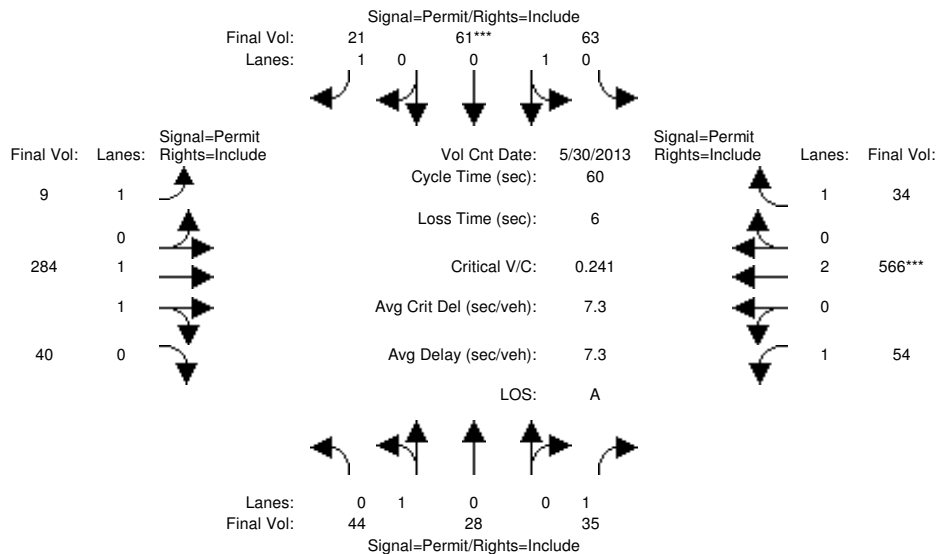 Signal=Permit/Rights=Include
Final Vol: 21 61*** 63
Lanes: 1 0 0 1 0
Signal=Permit
Final Vol: Lanes: Rights=Include
Vol Cnt Date: 5/30/2013
Signal=Permit
Rights=Include Lanes: Final Vol:
Cycle Time (sec): 60
9 1
1 34
Loss Time (sec): 6
0
0
284 1
Critical V/C: 0.241
2 566***
1
Avg Crit Del (sec/veh): 7.3
0
40 0
Avg Delay (sec/veh): 7.3
1 54
LOS: A
Lanes: 0 1 0 0 1
Final Vol: 44 28 35
Signal=Permit/Rights=Include